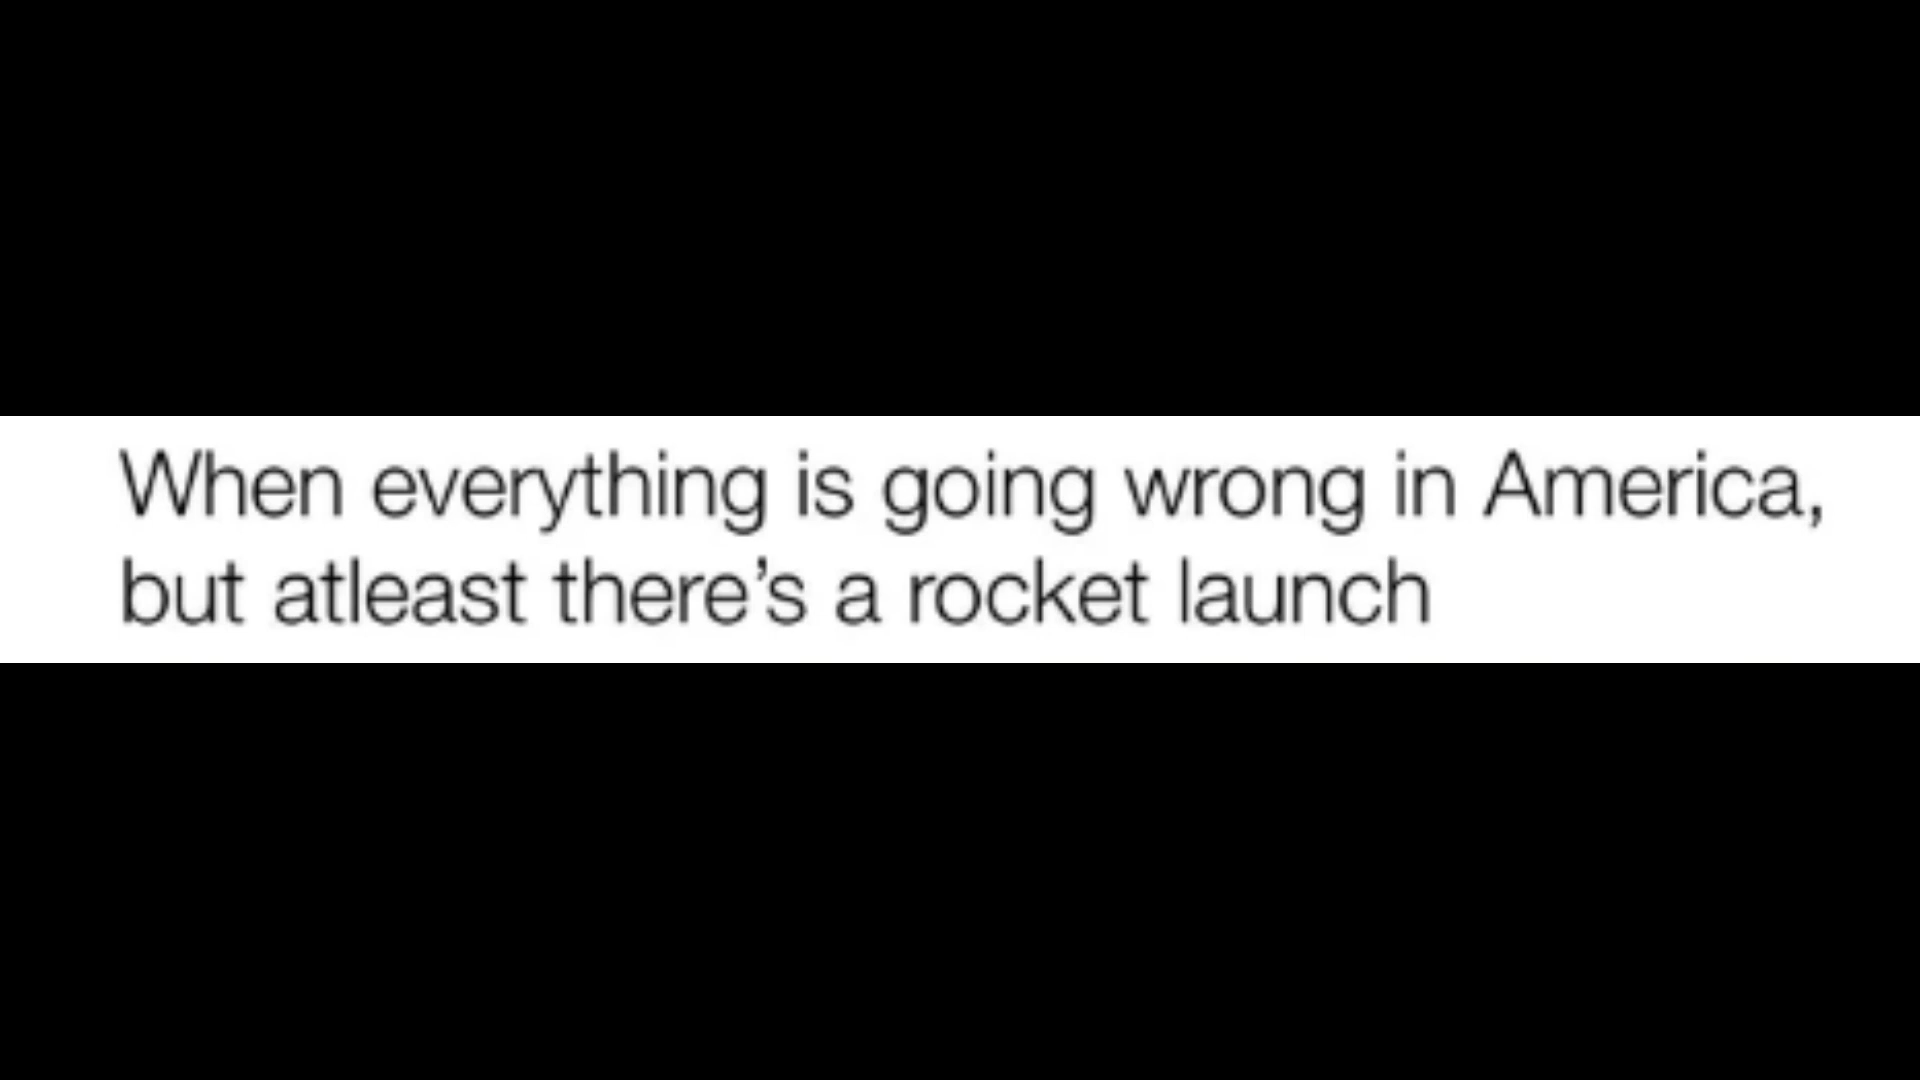 When everything is going wrong in America,
but atleast there’s a rocket launch